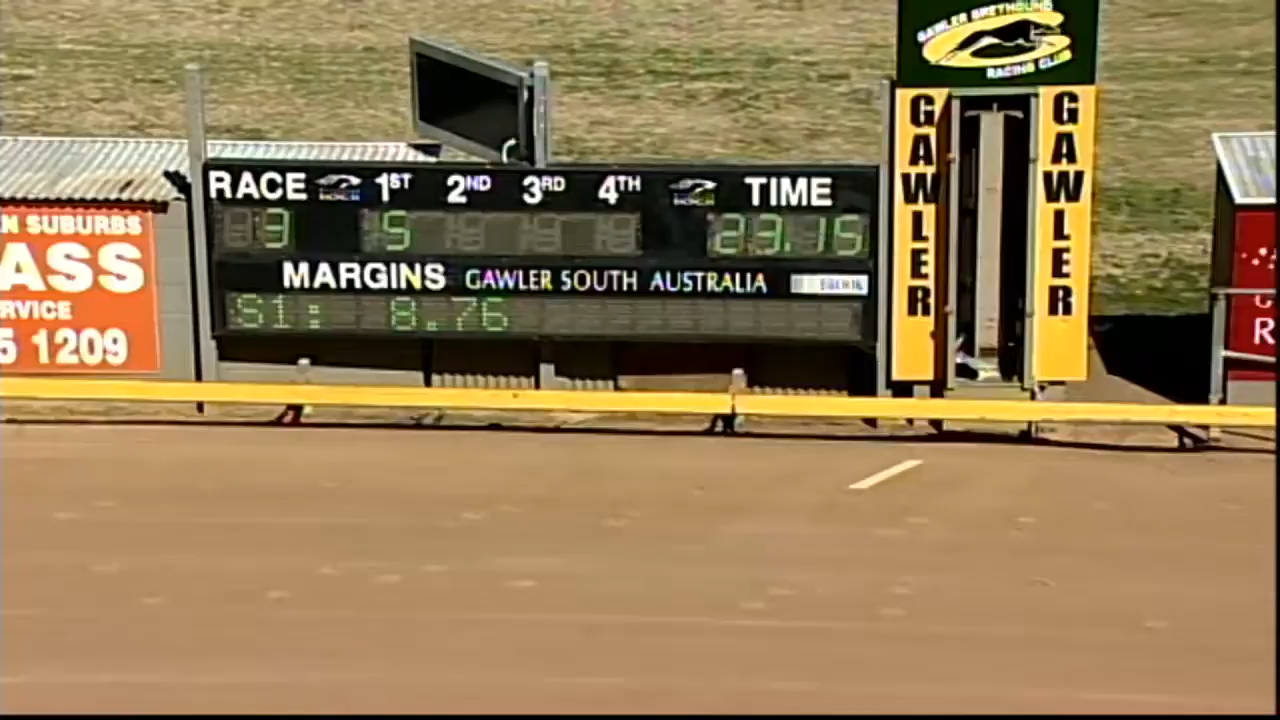 GAWLER GREYHOUND
RACING CLUB
GAWLER
GAWLER
RACE 1ST 2ND 3RD 4TH TIME
3 5 23.15
MARGINS GAWLER SOUTH AUSTRALIA
S1: 8.76
N SUBURBS
ASS
RVICE
5 1209
G
R